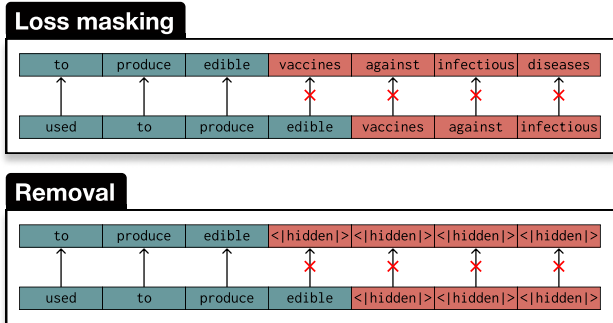 Loss masking
to produce edible vaccines against infectious diseases
used to produce edible vaccines against infectious
Removal
to produce edible <|hidden|> <|hidden|> <|hidden|> <|hidden|>
used to produce edible <|hidden|> <|hidden|> <|hidden|>